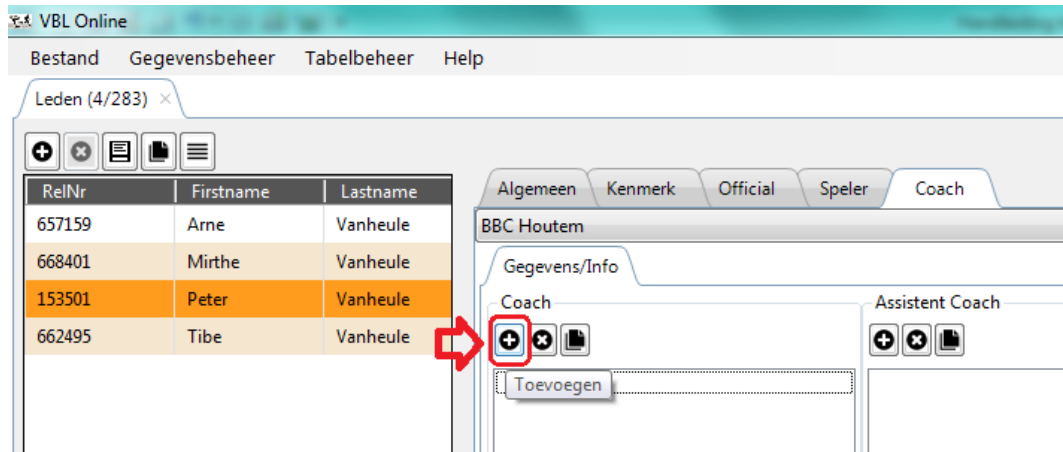 VBL Online
Bestand Gegevensbeheer Tabelbeheer Help
Leden (4/283)
RelNr Firstname Lastname
657159 Arne Vanheule
668401 Mirthe Vanheule
153501 Peter Vanheule
662495 Tibe Vanheule
Algemeen Kenmerk Official Speler Coach
BBC Houtem
Gegevens/Info
Coach
Toevoegen
Assistent Coach